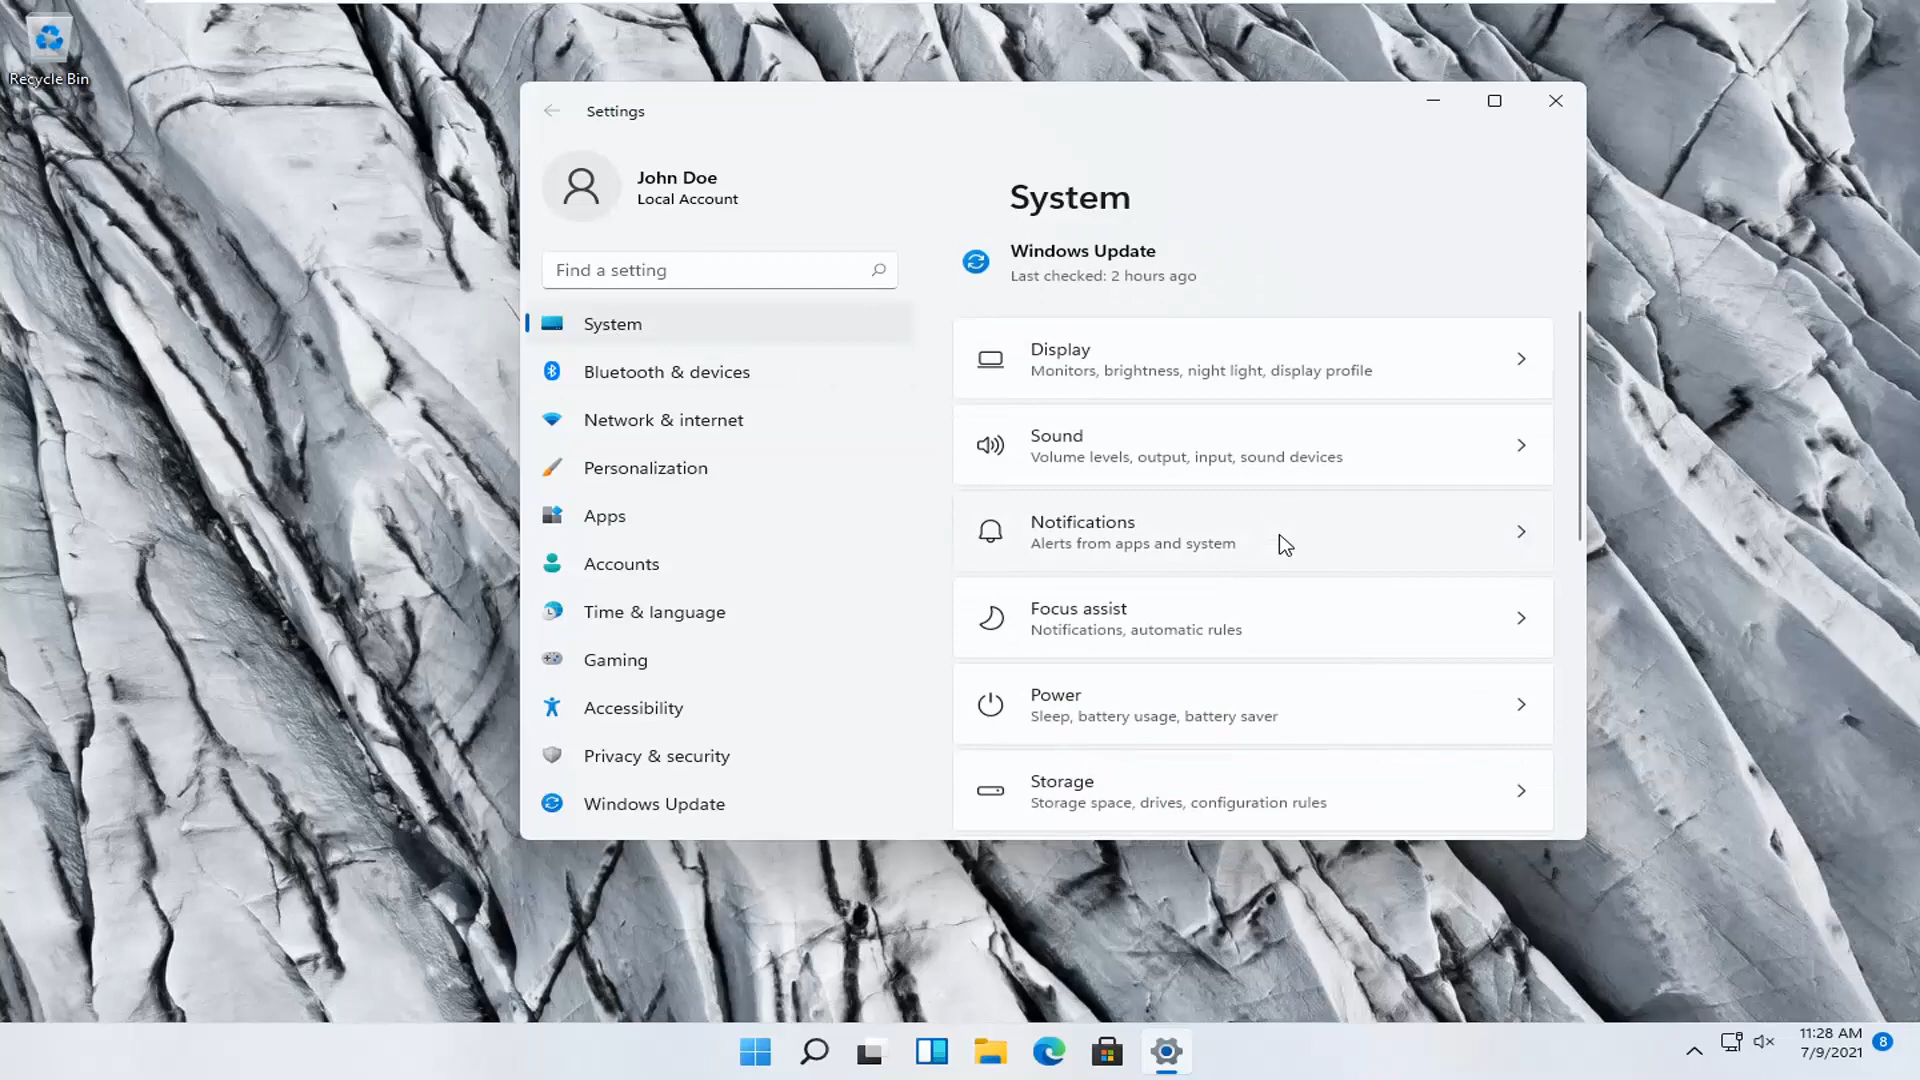 Recycle Bin
Settings
John Doe
Local Account
Find a setting
System
Bluetooth & devices
Network & internet
Personalization
Apps
Accounts
Time & language
Gaming
Accessibility
Privacy & security
Windows Update
System
Windows Update
Last checked: 2 hours ago
Display
Monitors, brightness, night light, display profile
Sound
Volume levels, output, input, sound devices
Notifications
Alerts from apps and system
Focus assist
Notifications, automatic rules
Power
Sleep, battery usage, battery saver
Storage
Storage space, drives, configuration rules
11:28 AM
7/9/2021
8